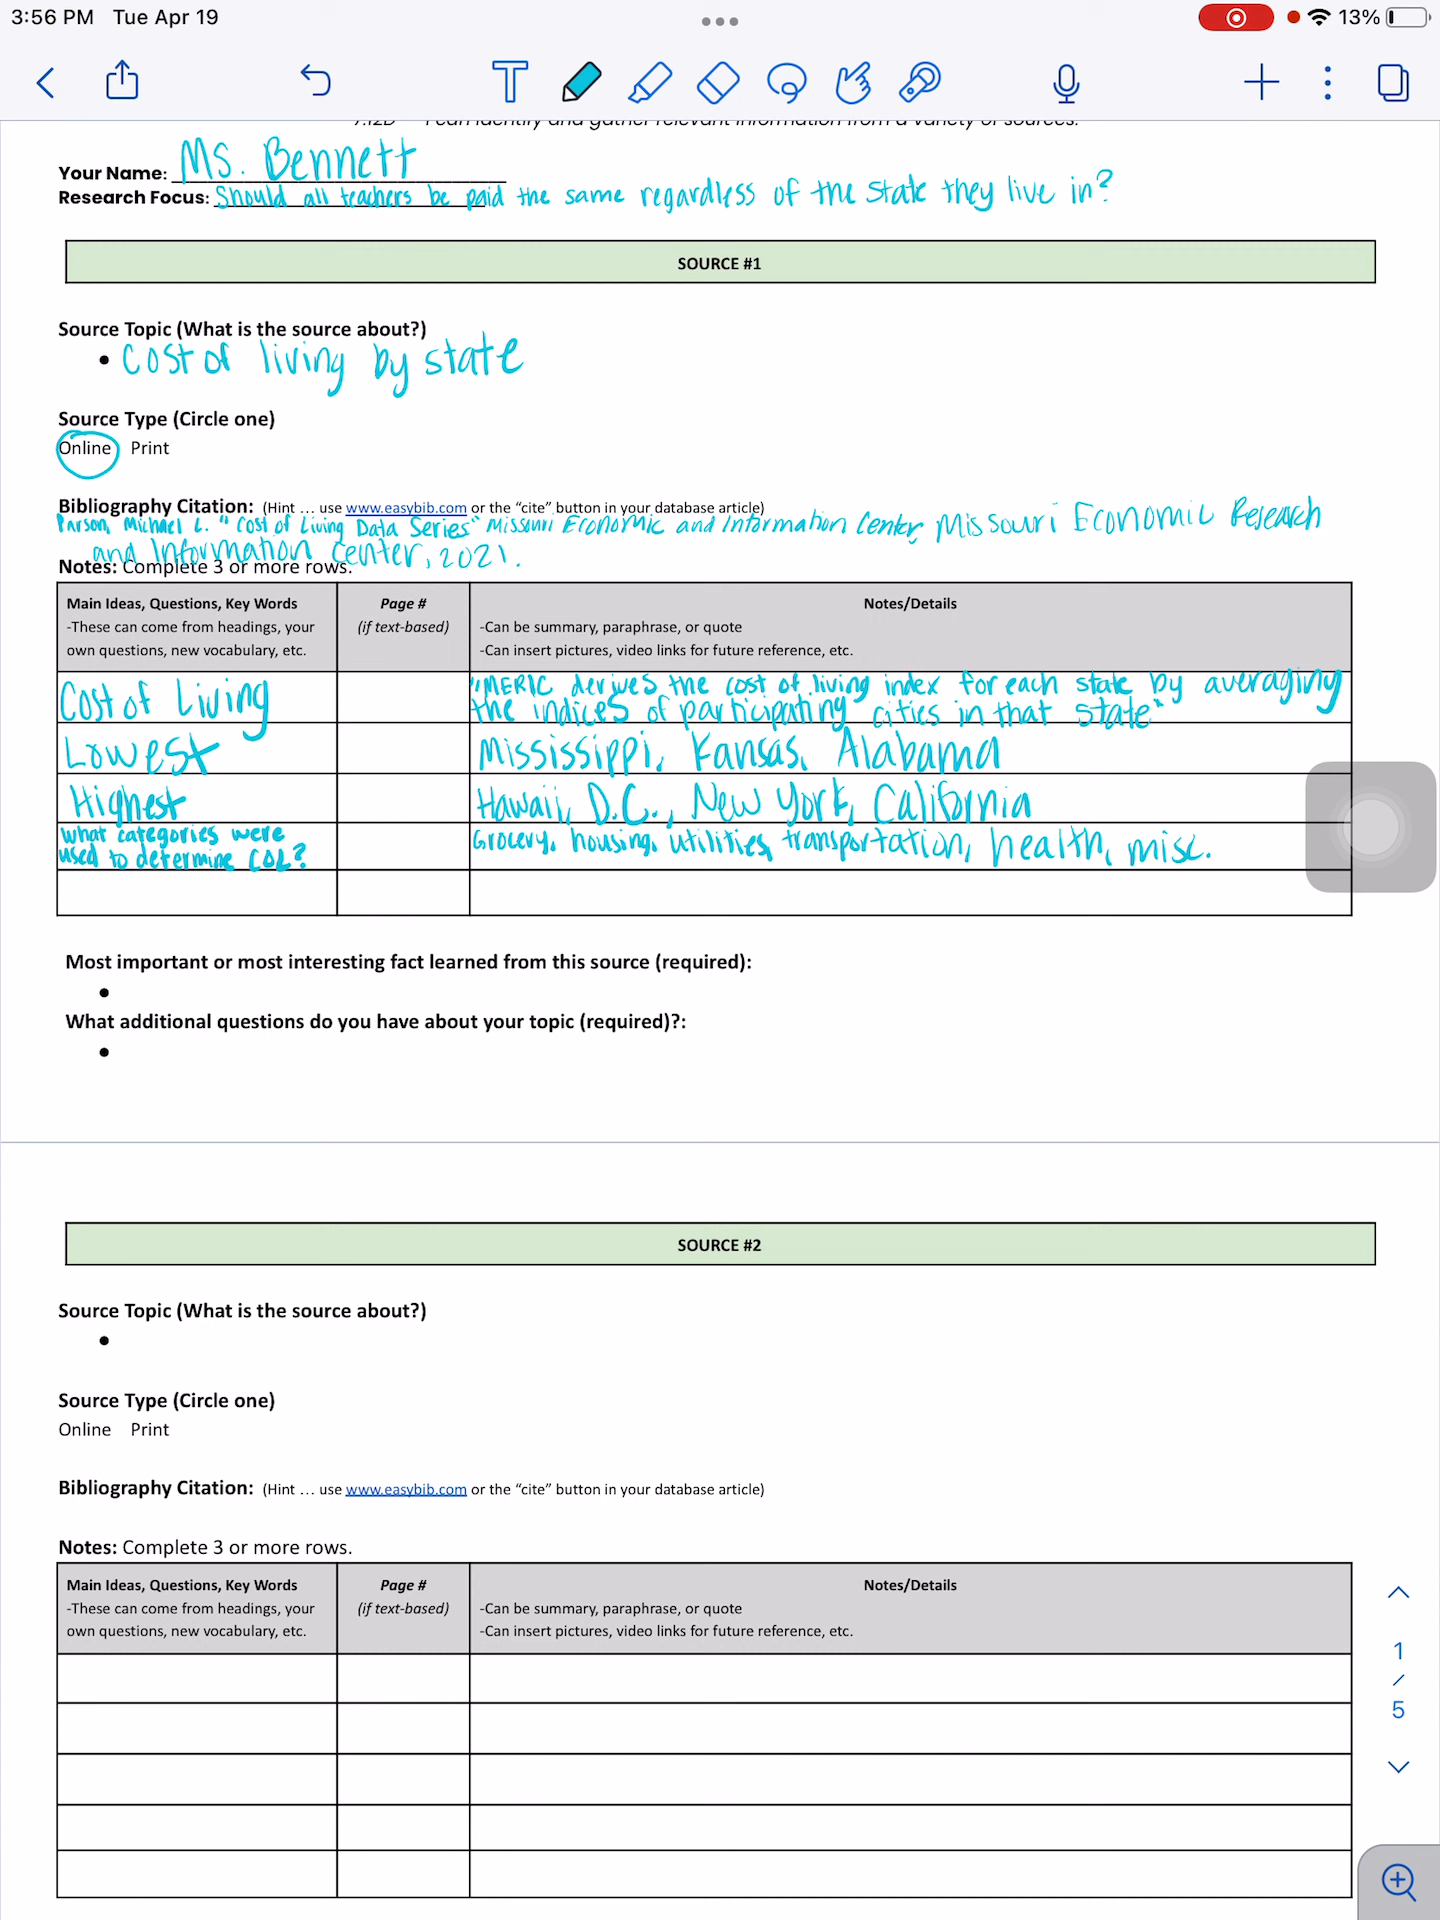 3:56 PM Tue Apr 19
13%
7.12D I can identify and gather relevant information from a variety of sources.
Your Name: Ms. Bennett
Research Focus: Should all teachers be paid the same regardless of the state they live in?
SOURCE #1
Source Topic (What is the source about?)
• Cost of living by state
Source Type (Circle one)
Online Print
Bibliography Citation: (Hint … use www.easybib.com or the “cite” button in your database article)
Parson, Michael L. "Cost of Living Data Series" Missouri Economic and Information Center, Missouri Economic Research
and Information Center, 2021.
Notes: Complete 3 or more rows.
Main Ideas, Questions, Key Words Page # Notes/Details
-These can come from headings, your (if text-based) -Can be summary, paraphrase, or quote
own questions, new vocabulary, etc. -Can insert pictures, video links for future reference, etc.
Cost of Living "MERIC derives the cost of living index for each state by averaging
the indices of participating cities in that state"
Lowest Mississippi, Kansas, Alabama
Highest Hawaii, D.C., New York, California
What categories were Grocery, housing, utilities, transportation, health, misc.
used to determine COL?
Most important or most interesting fact learned from this source (required):
•
What additional questions do you have about your topic (required)?:
•
SOURCE #2
Source Topic (What is the source about?)
•
Source Type (Circle one)
Online Print
Bibliography Citation: (Hint … use www.easybib.com or the “cite” button in your database article)
Notes: Complete 3 or more rows.
Main Ideas, Questions, Key Words Page # Notes/Details
-These can come from headings, your (if text-based) -Can be summary, paraphrase, or quote
own questions, new vocabulary, etc. -Can insert pictures, video links for future reference, etc.
1
/
5